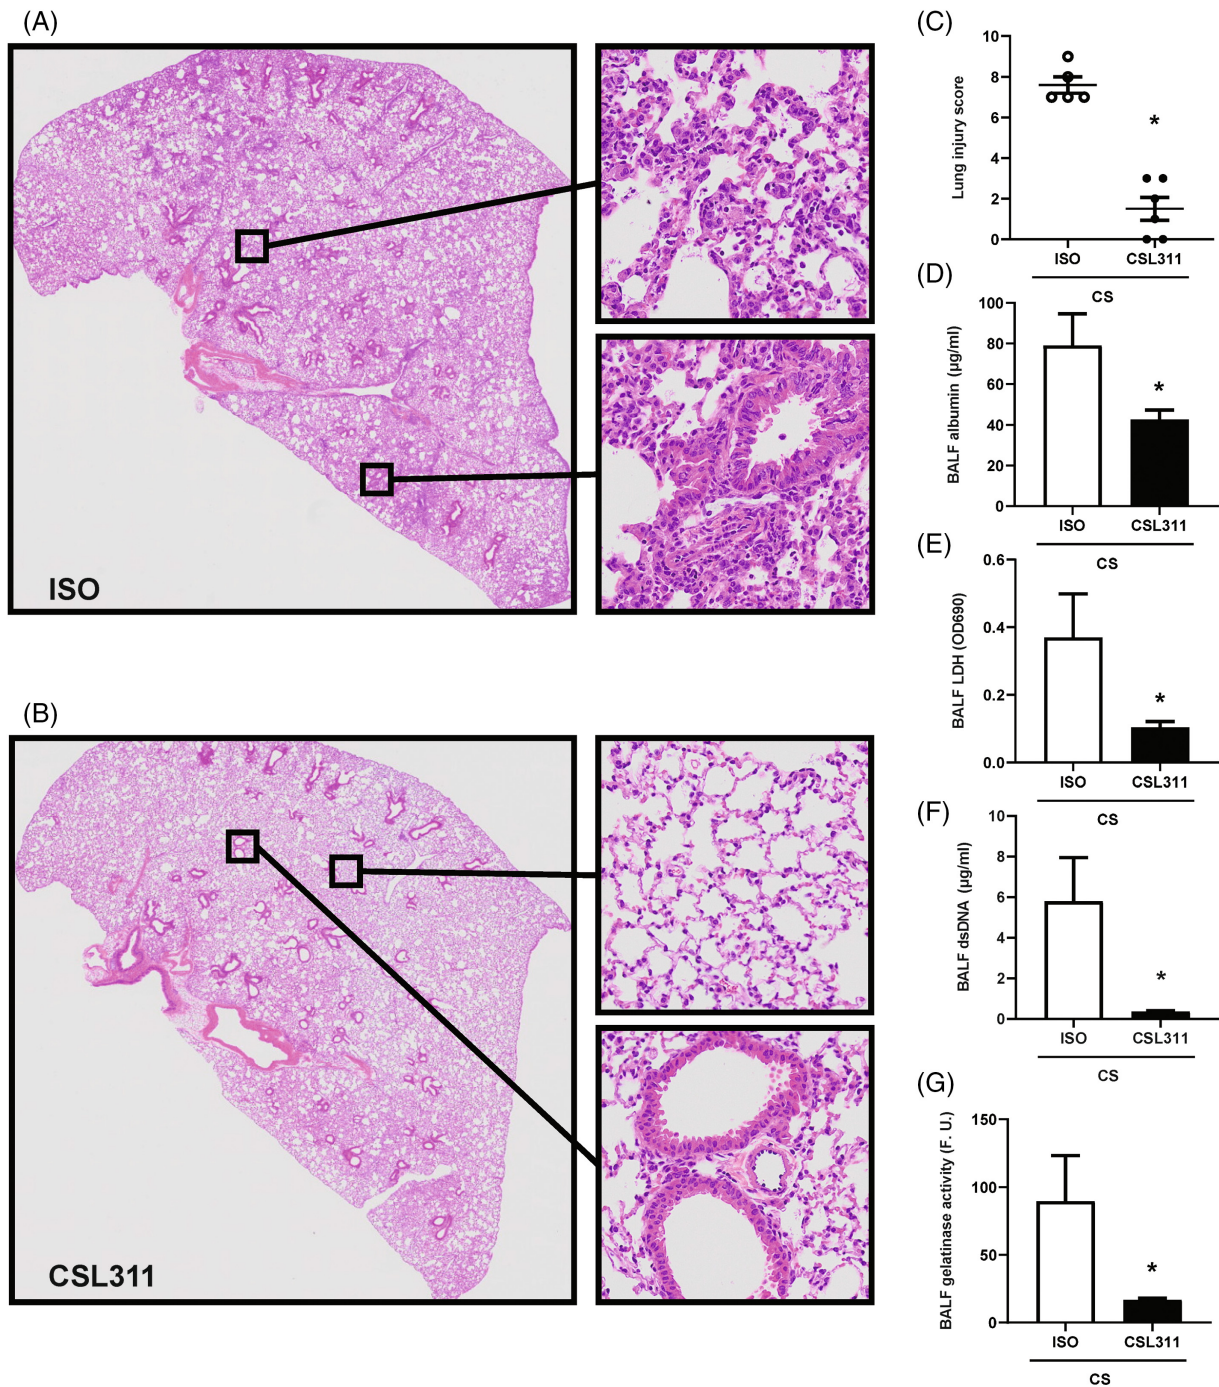 (A)
ISO
(B)
CSL311
(C)
Lung injury score
10
8
6
4
2
0
ISO CSL311
CS
(D)
BALF albumin (µg/ml)
100
80
60
40
20
0
ISO CSL311
CS
(E)
BALF LDH (OD690)
0.6
0.4
0.2
0.0
ISO CSL311
CS
(F)
BALF dsDNA (µg/ml)
10
8
6
4
2
0
ISO CSL311
CS
(G)
BALF gelatinase activity (F. U.)
150
100
50
0
ISO CSL311
CS
*
*
*
*
*